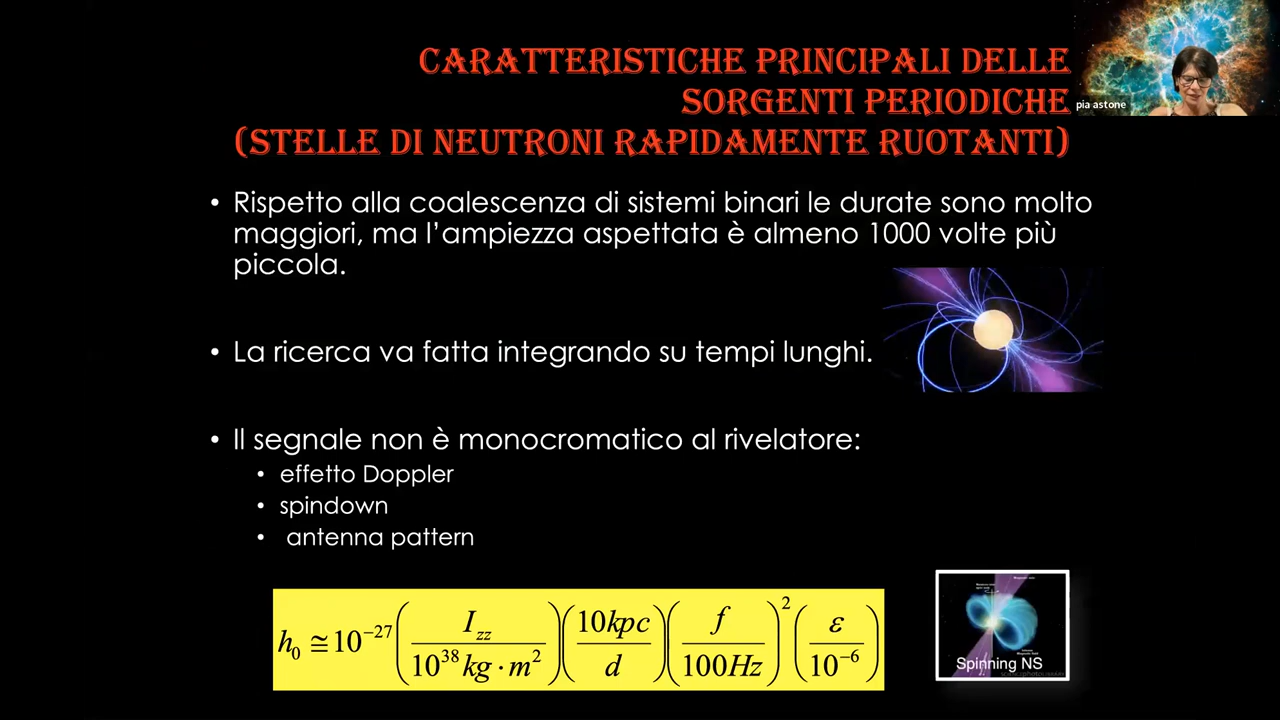 CARATTERISTICHE PRINCIPALI DELLE
SORGENTI PERIODICHE
(STELLE DI NEUTRONI RAPIDAMENTE RUOTANTI)
pia astone
• Rispetto alla coalescenza di sistemi binari le durate sono molto
maggiori, ma l’ampiezza aspettata è almeno 1000 volte più
piccola.
• La ricerca va fatta integrando su tempi lunghi.
• Il segnale non è monocromatico al rivelatore:
• effetto Doppler
• spindown
• antenna pattern
h₀ ≅ 10⁻²⁷ (I_zz / 10³⁸ kg · m²) (10kpc / d) (f / 100Hz)² (ε / 10⁻⁶)
Spinning NS